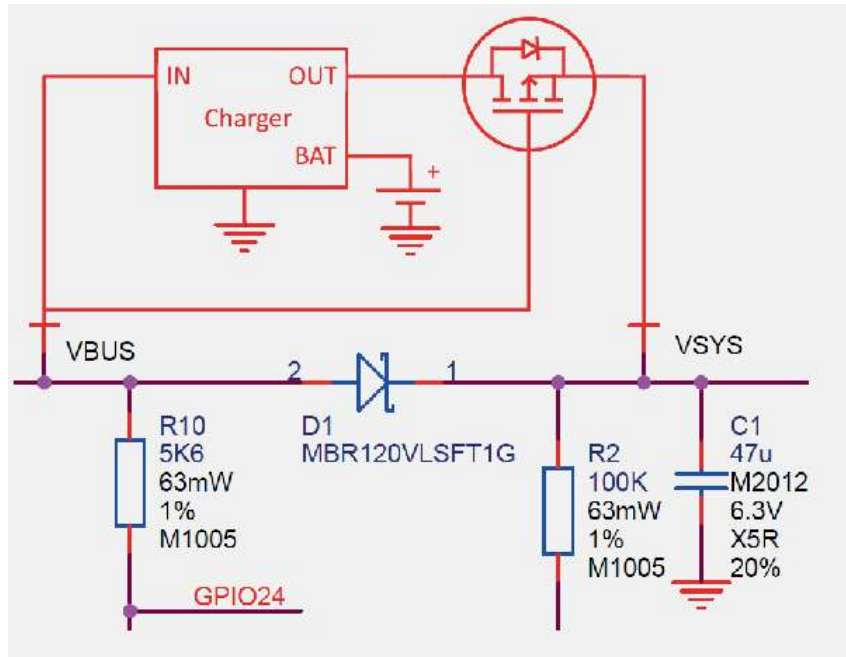 IN
OUT
Charger
BAT
+
VBUS
VSYS
2
1
R10
5K6
63mW
1%
M1005
D1
MBR120VLSFT1G
R2
100K
63mW
1%
M1005
C1
47u
M2012
6.3V
X5R
20%
GPIO24